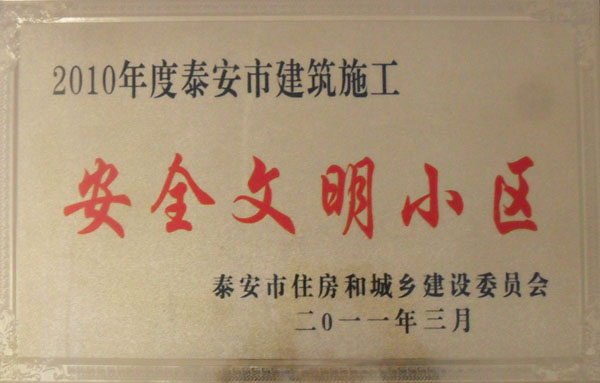 2010年度泰安市建筑施工
安全文明小区
泰安市住房和城乡建设委员会
二〇一一年三月